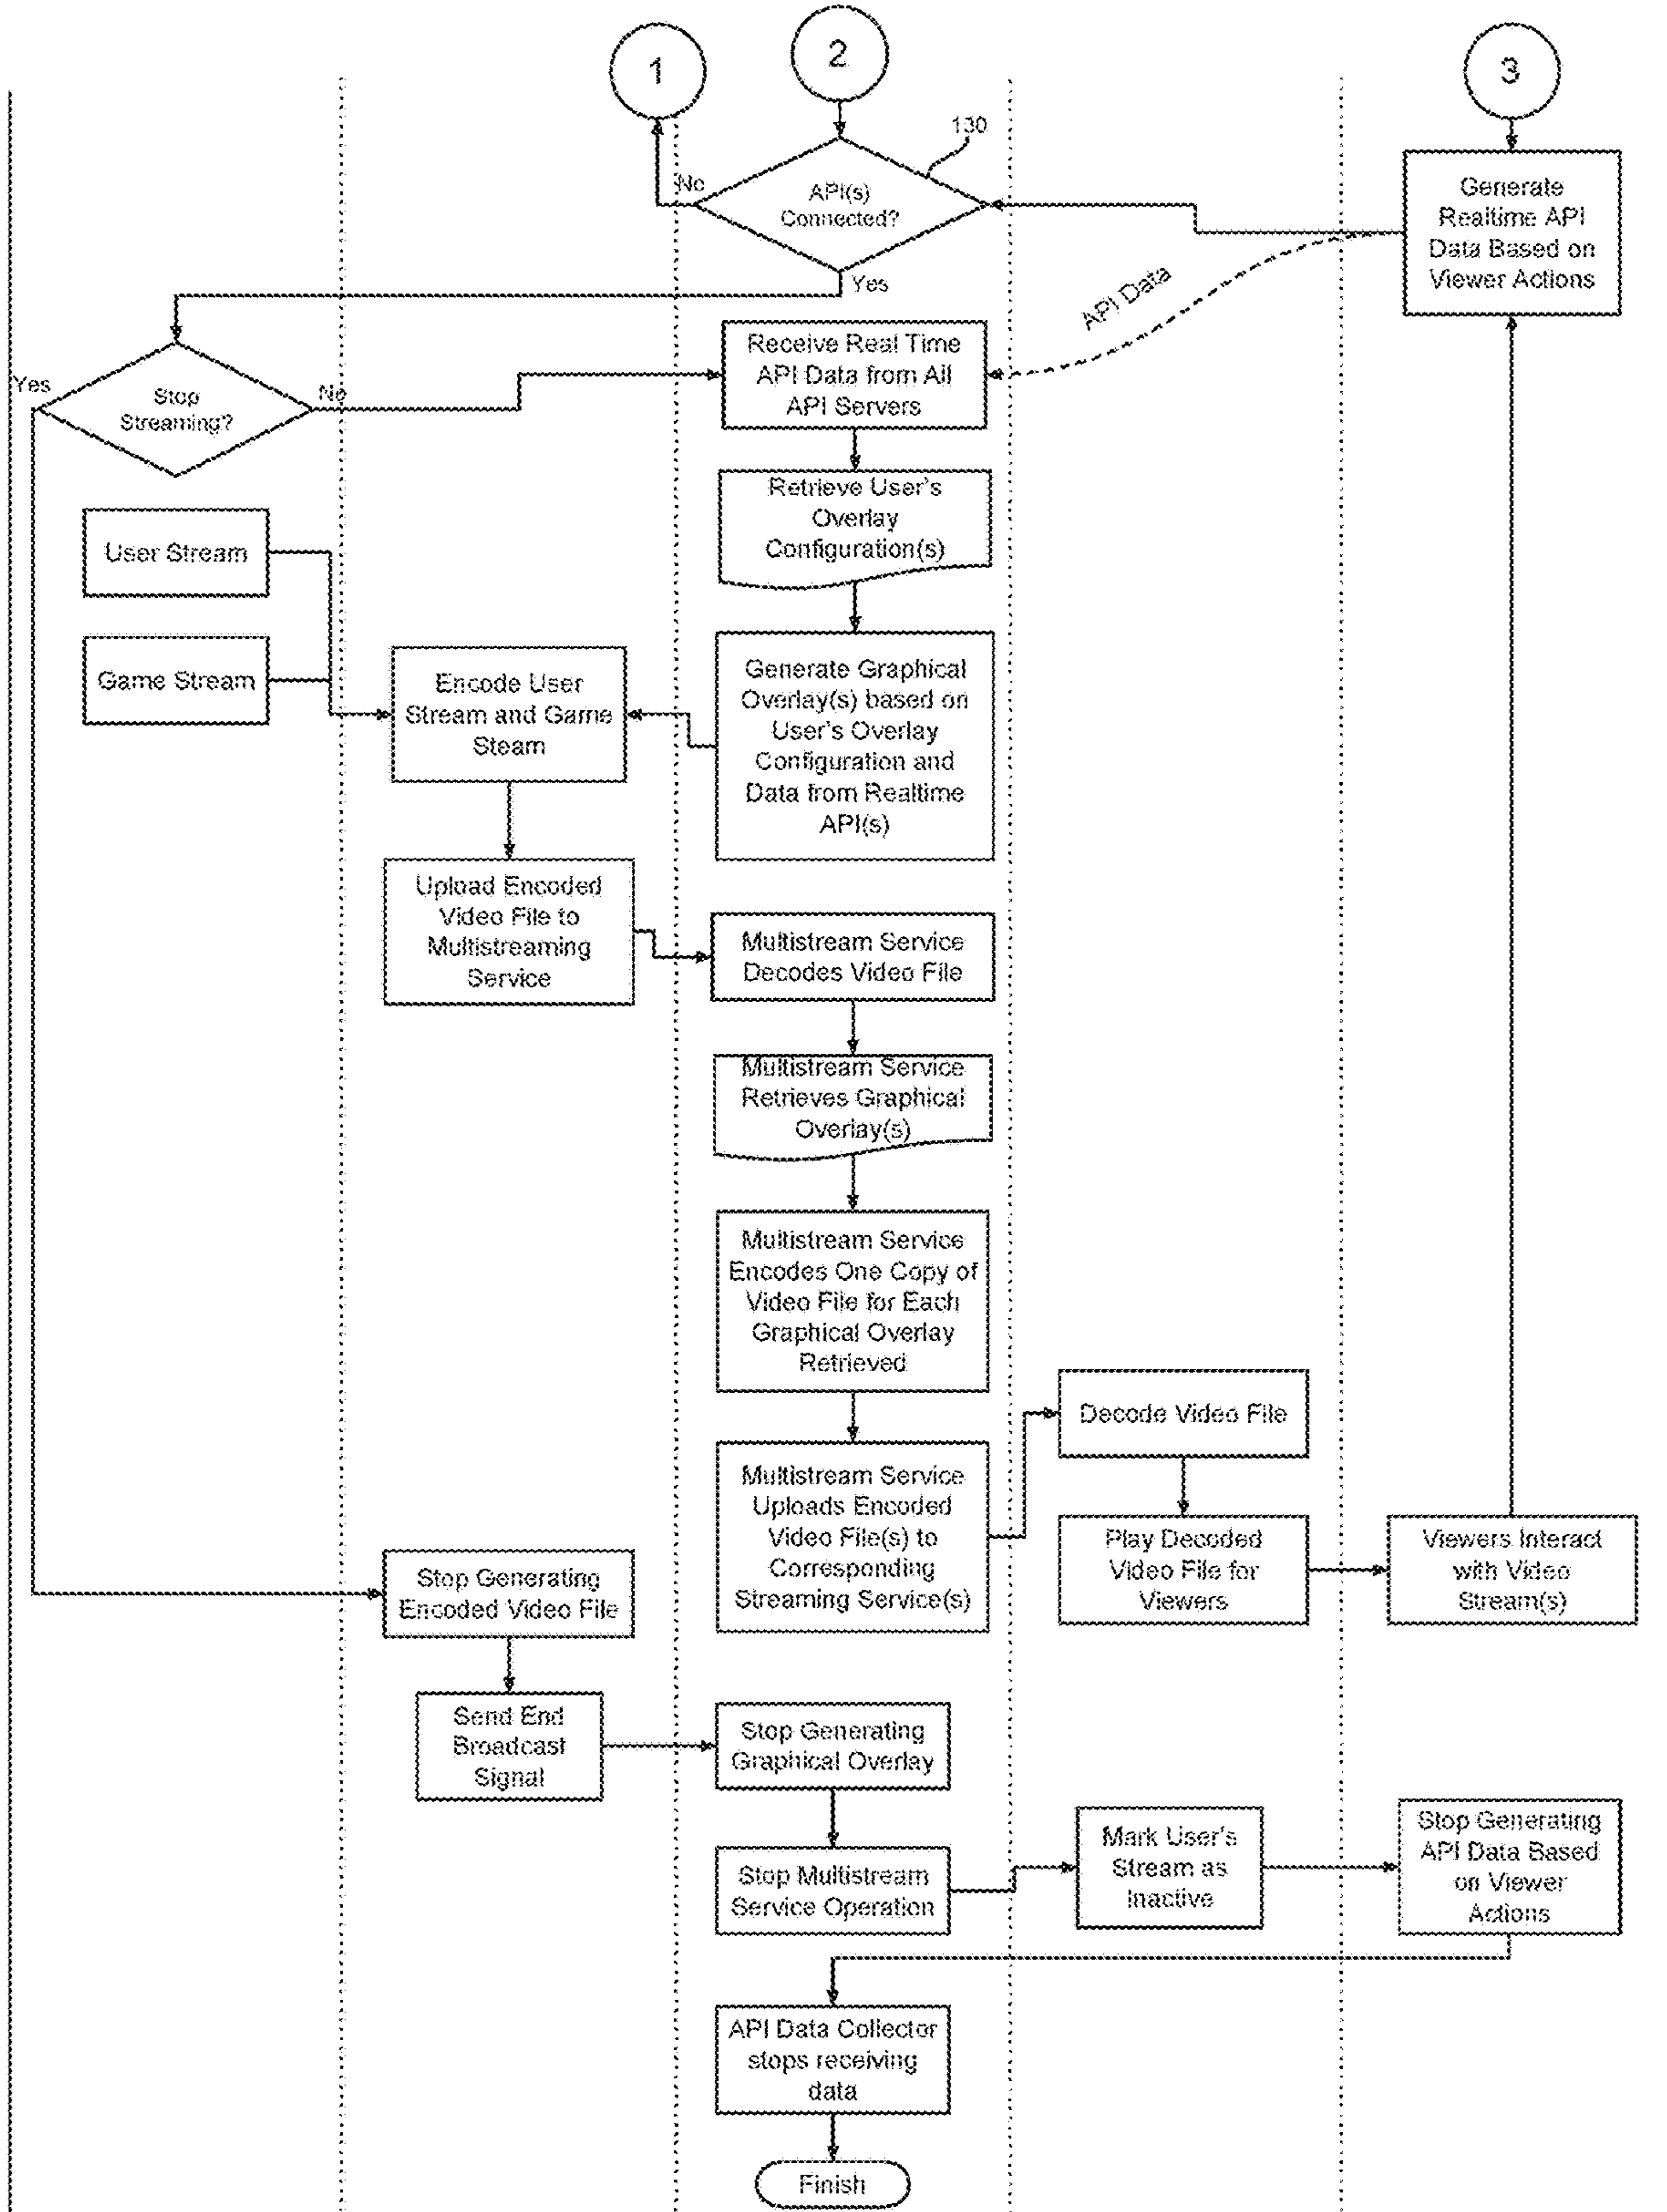 1
2
3
130
No
API(s)
Connected?
Yes
Generate
Realtime API
Data Based on
Viewer Actions
API Data
Yes
Stop
Streaming?
No
Receive Real Time
API Data from All
API Servers
Retrieve User's
Overlay
Configuration(s)
User Stream
Game Stream
Encode User
Stream and Game
Steam
Generate Graphical
Overlay(s) based on
User's Overlay
Configuration and
Data from Realtime
API(s)
Upload Encoded
Video File to
Multistreaming
Service
Multistream Service
Decodes Video File
Multistream Service
Retrieves Graphical
Overlay(s)
Multistream Service
Encodes One Copy of
Video File for Each
Graphical Overlay
Retrieved
Multistream Service
Uploads Encoded
Video File(s) to
Corresponding
Streaming Service(s)
Decode Video File
Play Decoded
Video File for
Viewers
Viewers Interact
with Video
Stream(s)
Stop Generating
Encoded Video File
Send End
Broadcast
Signal
Stop Generating
Graphical Overlay
Stop Multistream
Service Operation
Mark User's
Stream as
Inactive
Stop Generating
API Data Based
on Viewer
Actions
API Data Collector
stops receiving
data
Finish